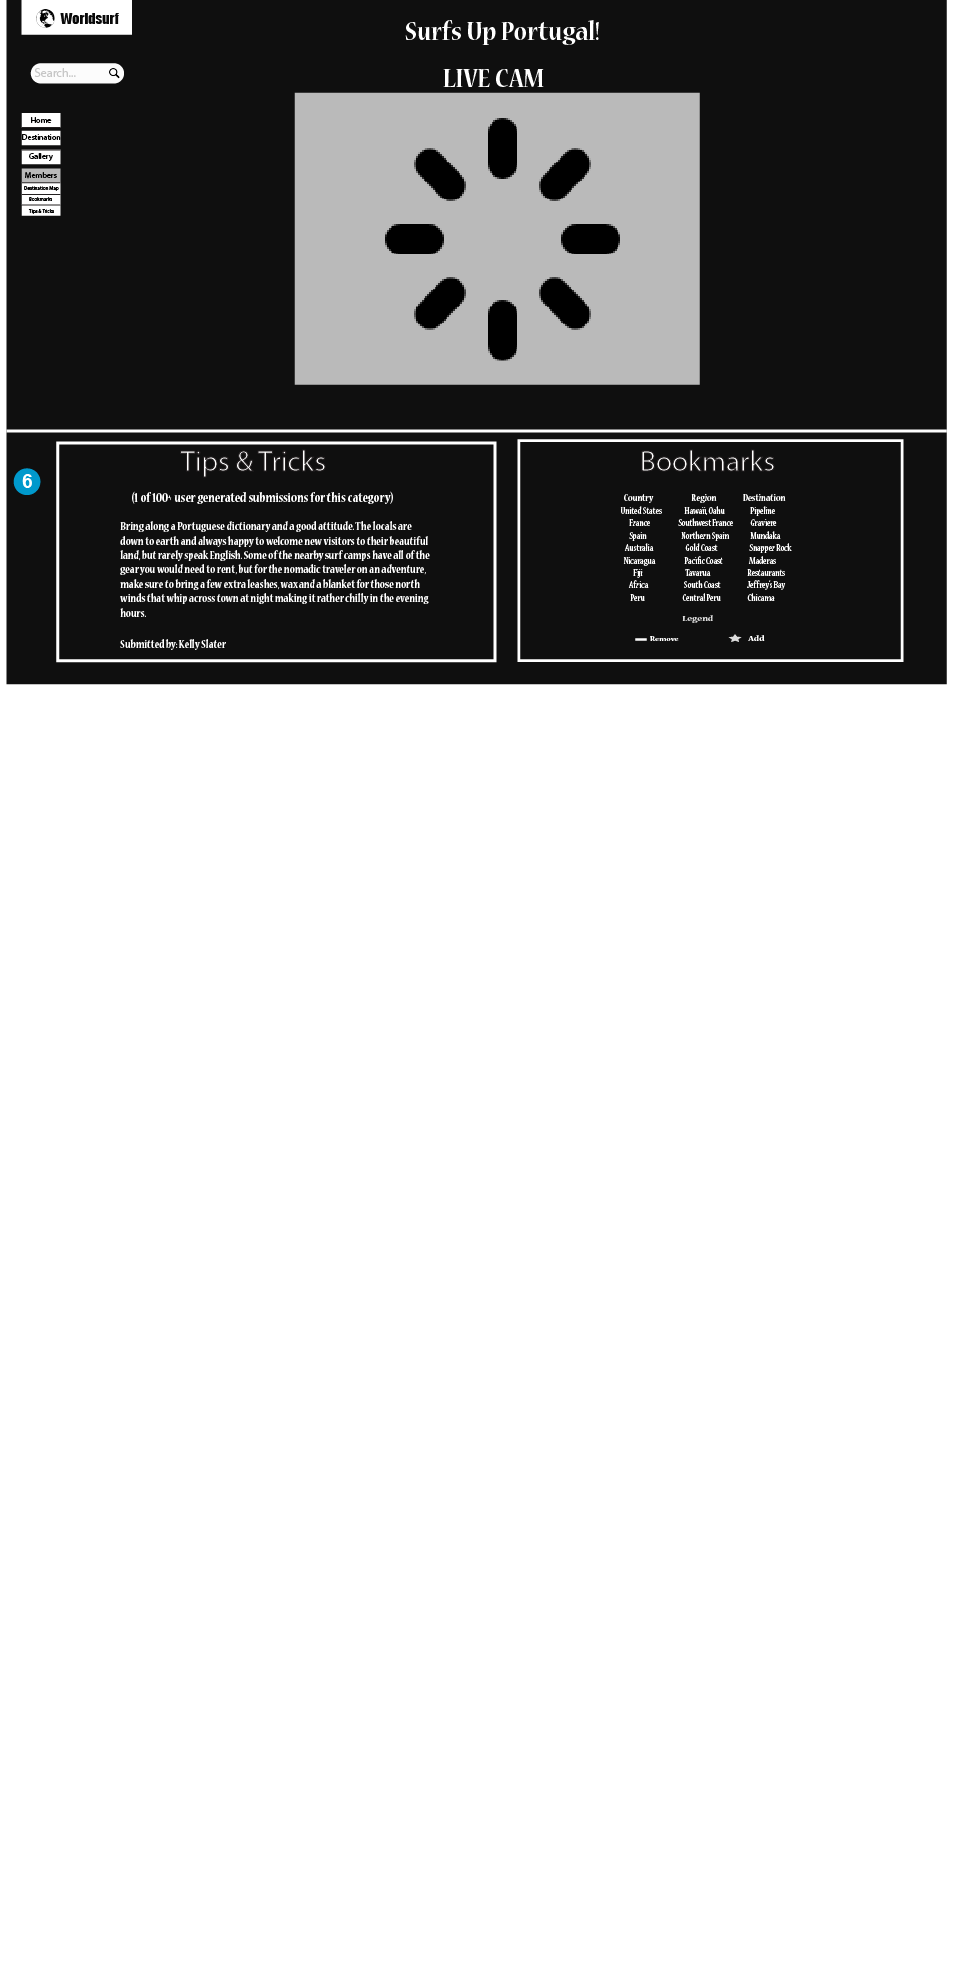 Worldsurf
Surfs Up Portugal!
Search...
LIVE CAM
Home
Destination
Gallery
Members
Destination Map
Bookmarks
Tips & Tricks
6
Tips & Tricks
(1 of 100+ user generated submissions for this category)
Bring along a Portuguese dictionary and a good attitude. The locals are
down to earth and always happy to welcome new visitors to their beautiful
land, but rarely speak English. Some of the nearby surf camps have all of the
gear you would need to rent, but for the nomadic traveler on an adventure,
make sure to bring a few extra leashes, wax and a blanket for those north
winds that whip across town at night making it rather chilly in the evening
hours.
Submitted by: Kelly Slater
Bookmarks
Country Region Destination
United States Hawaii, Oahu Pipeline
France Southwest France Graviere
Spain Northern Spain Mundaka
Australia Gold Coast Snapper Rock
Nicaragua Pacific Coast Maderas
Fiji Tavarua Restaurants
Africa South Coast Jeffrey's Bay
Peru Central Peru Chicama
Legend
Remove Add